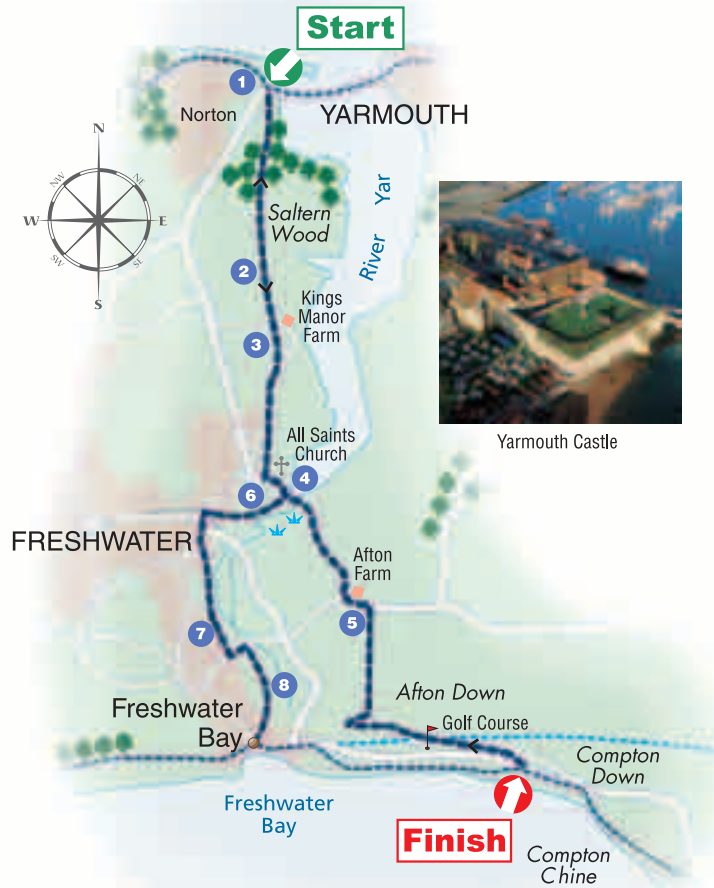 Start
1
Norton
YARMOUTH
N
NW
NE
W
E
SW
SE
S
Saltern
Wood
River Yar
2
Kings
Manor
Farm
3
Yarmouth Castle
All Saints
Church
4
6
FRESHWATER
Afton
Farm
5
7
8
Afton Down
Golf Course
Freshwater
Bay
Compton
Down
Freshwater
Bay
Finish
Compton
Chine